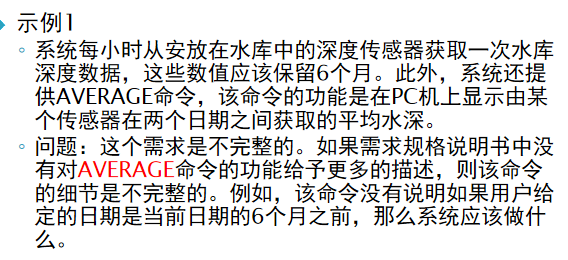 示例1
系统每小时从安放在水库中的深度传感器获取一次水库
深度数据，这些数值应该保留6个月。此外，系统还提
供AVERAGE命令，该命令的功能是在PC机上显示由某
个传感器在两个日期之间获取的平均水深。
问题：这个需求是不完整的。如果需求规格说明书中没
有对AVERAGE命令的功能给予更多的描述，则该命令
的细节是不完整的。例如，该命令没有说明如果用户给
定的日期是当前日期的6个月之前，那么系统应该做什
么。